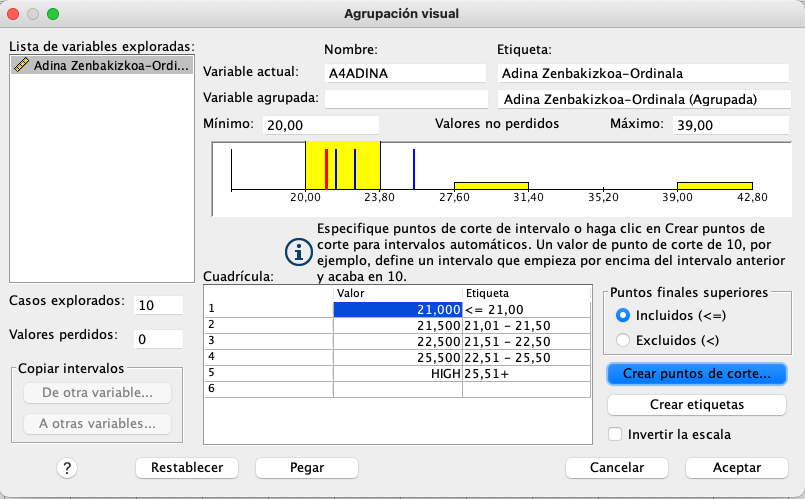 Agrupación visual
Lista de variables exploradas:
Adina Zenbakizkoa-Ordi...
Nombre:
Etiqueta:
Variable actual:
A4ADINA
Adina Zenbakizkoa-Ordinala
Variable agrupada:
Adina Zenbakizkoa-Ordinala (Agrupada)
Mínimo:
20,00
Valores no perdidos
Máximo:
39,00
20,00
23,80
27,60
31,40
35,20
39,00
42,80
Especifique puntos de corte de intervalo o haga clic en Crear puntos de
corte para intervalos automáticos. Un valor de punto de corte de 10, por
ejemplo, define un intervalo que empieza por encima del intervalo anterior
y acaba en 10.
Cuadrícula:
Valor
Etiqueta
1 21,000 <= 21,00
2 21,500 21,01 - 21,50
3 22,500 21,51 - 22,50
4 25,500 22,51 - 25,50
5 HIGH 25,51+
6
Casos explorados:
10
Valores perdidos:
0
Copiar intervalos
De otra variable...
A otras variables...
Puntos finales superiores
Incluidos (<=)
Excluidos (<)
Crear puntos de corte...
Crear etiquetas
Invertir la escala
?
Restablecer
Pegar
Cancelar
Aceptar